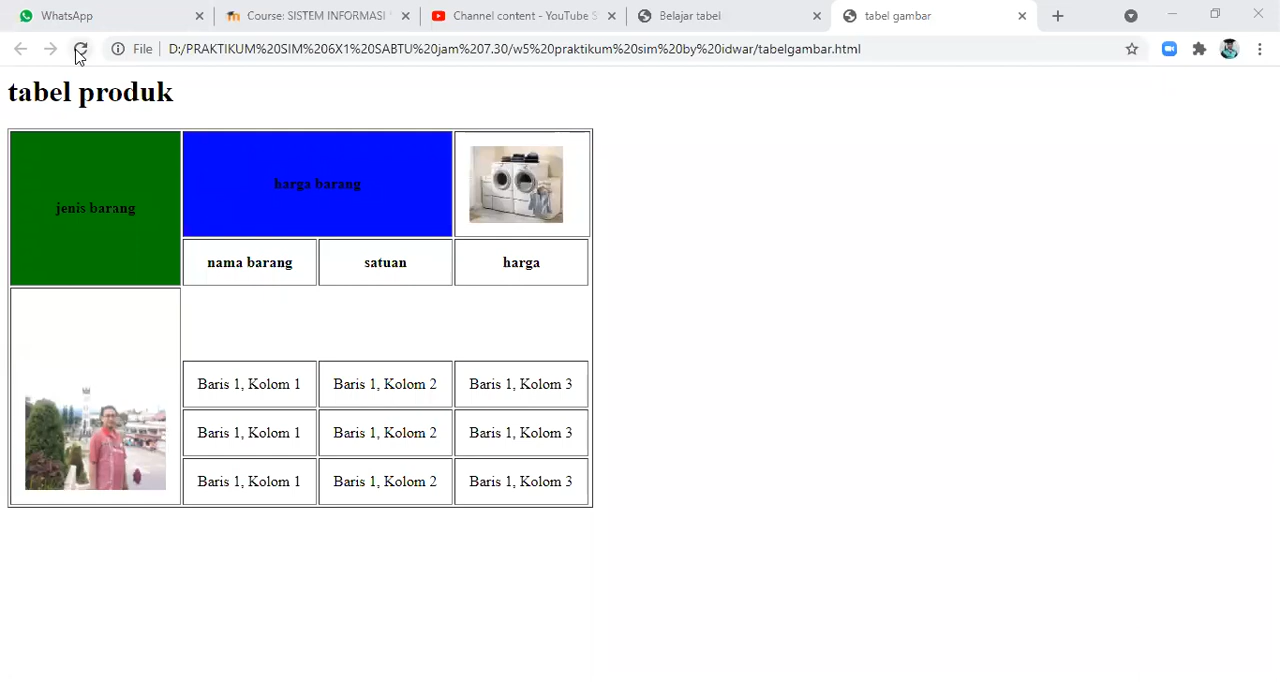 WhatsApp
Course: SISTEM INFORMASI
Channel content - YouTube S
Belajar tabel
tabel gambar
File
D:/PRAKTIKUM%20SIM%206X1%20SABTU%20jam%207.30/w5%20praktikum%20sim%20by%20idwar/tabelgambar.html
tabel produk
jenis barang
harga barang
nama barang
satuan
harga
Baris 1, Kolom 1
Baris 1, Kolom 2
Baris 1, Kolom 3
Baris 1, Kolom 1
Baris 1, Kolom 2
Baris 1, Kolom 3
Baris 1, Kolom 1
Baris 1, Kolom 2
Baris 1, Kolom 3